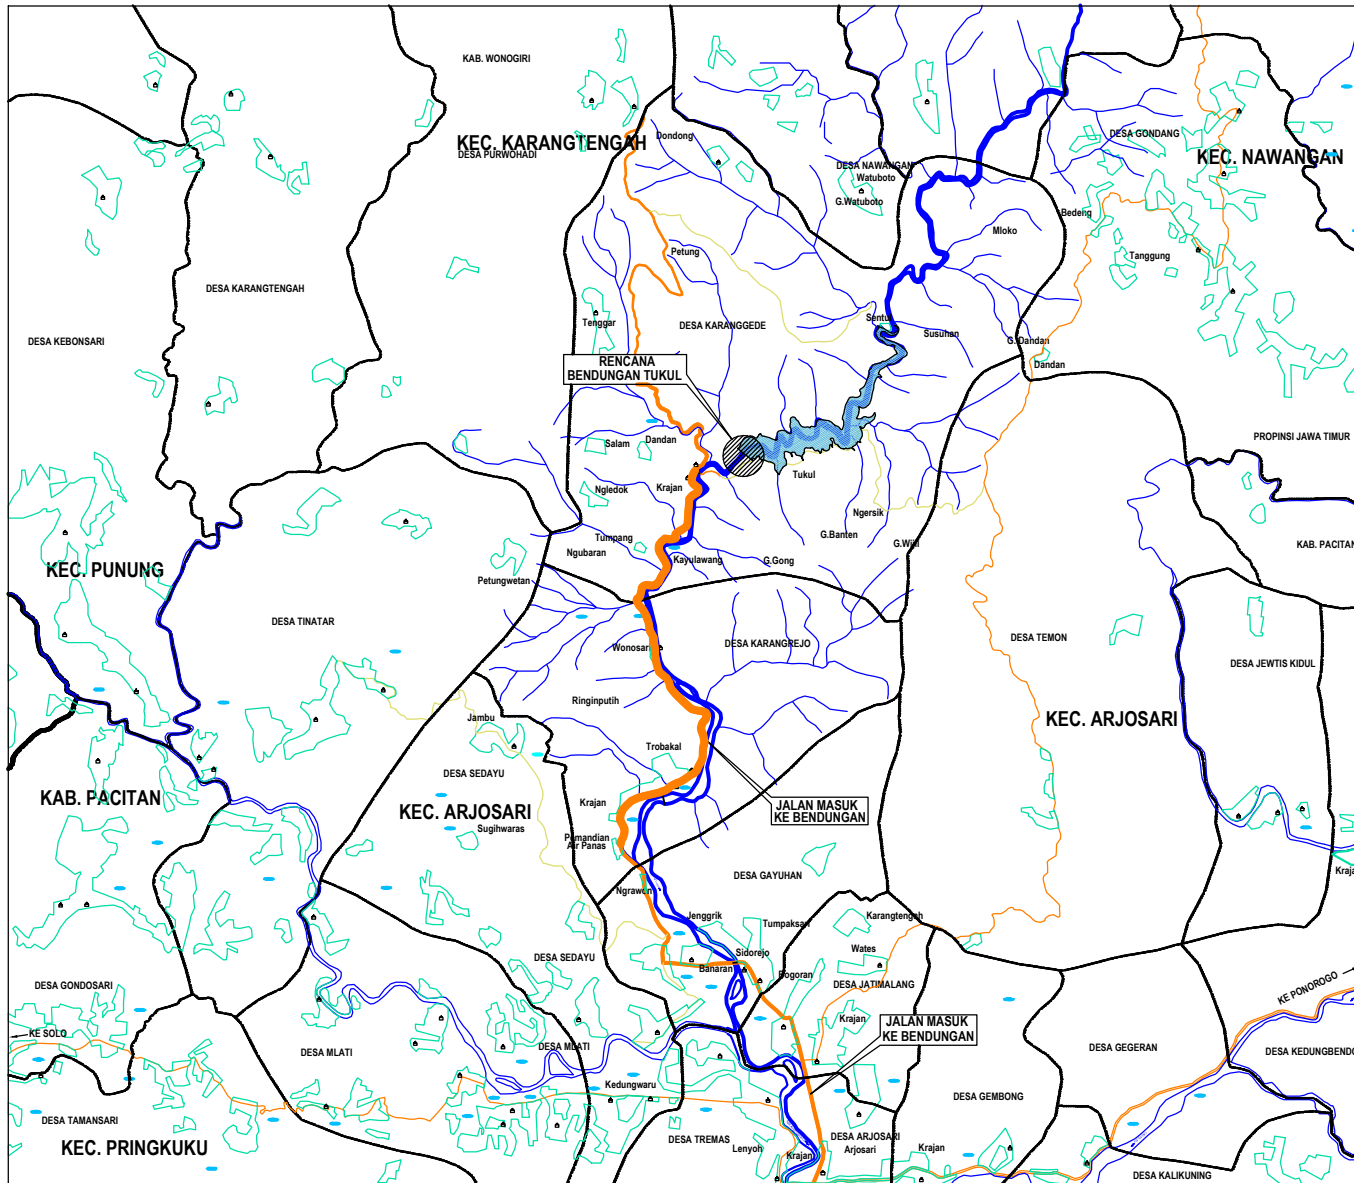 KAB. WONOGIRI
KEC. KARANGTENGAH
DESA PURWOHADI
Dondong
DESA NAWANGAN
Watuboto
G.Watuboto
DESA GONDANG
KEC. NAWANGAN
Bedeng
Mloko
Tanggung
Petung
DESA KARANGTENGAH
DESA KEBONSARI
Tenggar
DESA KARANGGEDE
Sentul
Susuhan
G. Dandan
Dandan
RENCANA
BENDUNGAN TUKUL
Salam
Dandan
PROPINSI JAWA TIMUR
Tukul
Ngledok
Krajan
Ngersik
G.Banten
Tumpang
Ngubaran
Kayulawang
G.Gong
KAB. PACITAN
KEC. PUNUNG
Petungwetan
DESA TINATAR
Wonosari
DESA KARANGREJO
DESA TEMON
DESA JEWTIS KIDUL
Ringinputih
Jambu
KEC. ARJOSARI
Trobakal
DESA SEDAYU
KAB. PACITAN
KEC. ARJOSARI
Krajan
JALAN MASUK
KE BENDUNGAN
Sugihwaras
Pemandian
Air Panas
Krajan
DESA GAYUHAN
Ngrawan
Jenggrik
Tumpaksari
Karangtengah
Sidorejo
Wates
DESA SEDAYU
Banaran
Pogoran
DESA JATIMALANG
DESA GONDOSARI
KE PONOROGO
Krajan
JALAN MASUK
KE BENDUNGAN
KE SOLO
DESA MLATI
DESA MLATI
DESA GEGERAN
DESA KEDUNGBENDO
Kedungwaru
DESA GEMBONG
DESA TAMANSARI
KEC. PRINGKUKU
DESA TREMAS
Lenyoh
Krajan
DESA ARJOSARI
Arjosari
Krajan
DESA KALIKUNING